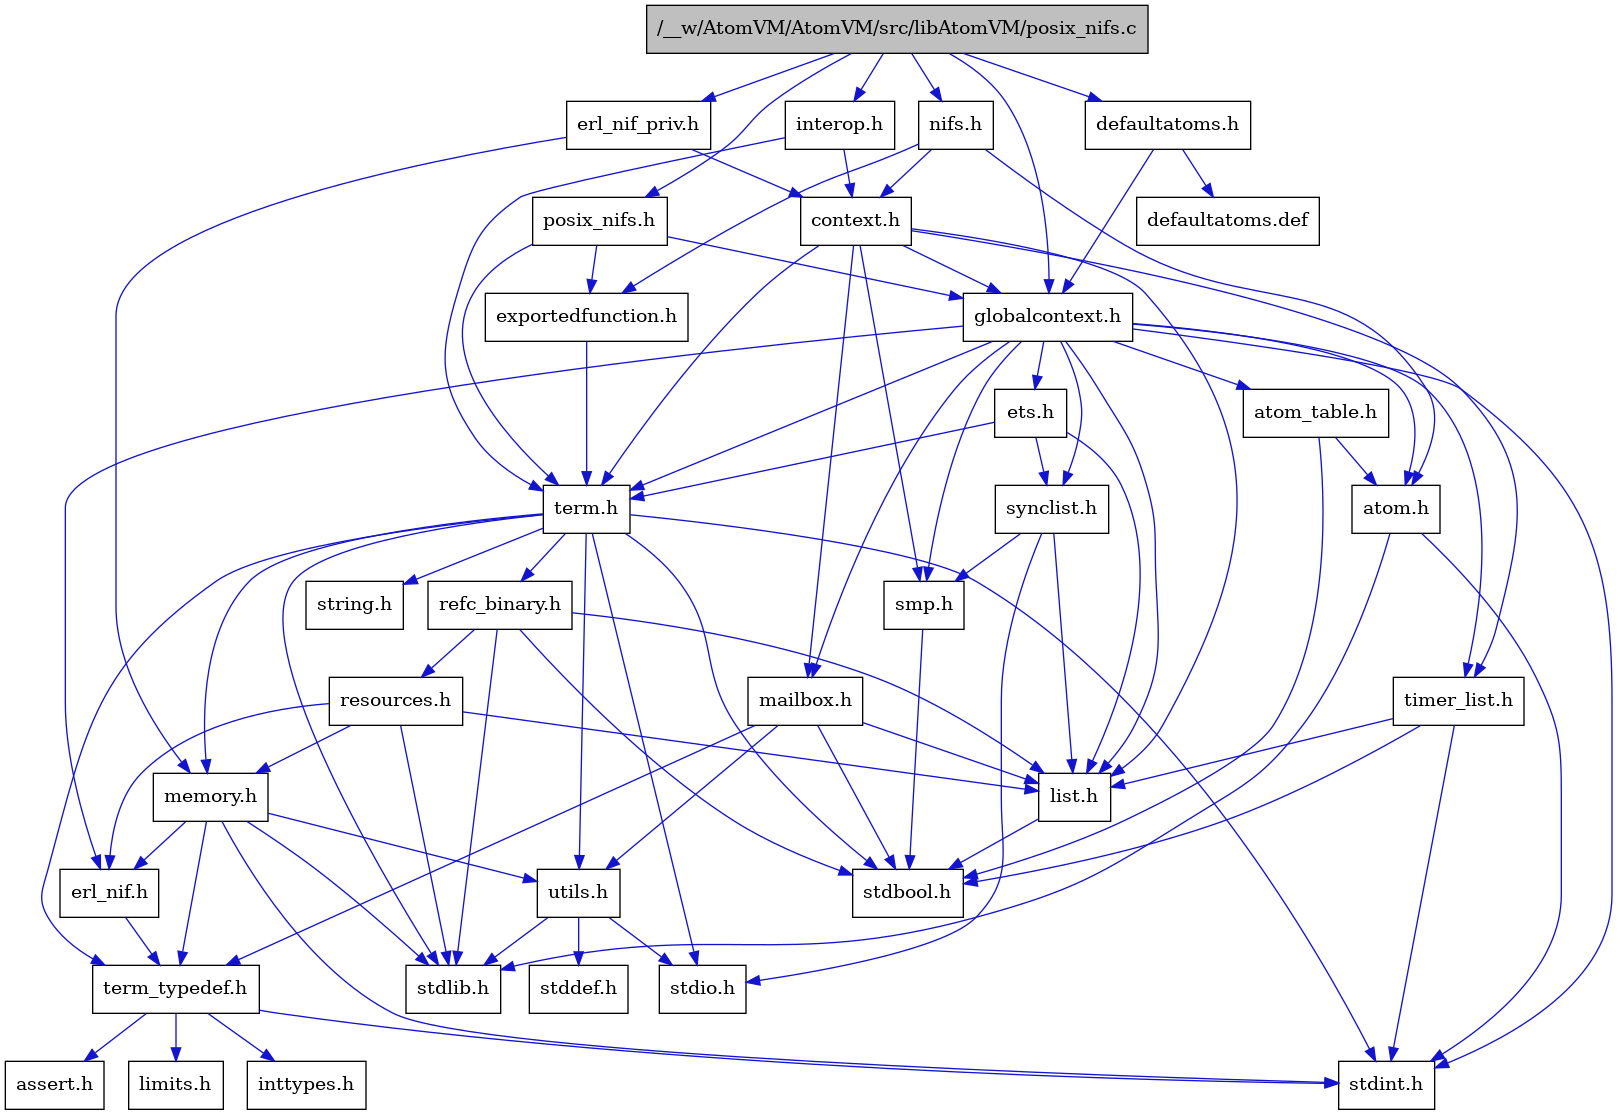 /__w/AtomVM/AtomVM/src/libAtomVM/posix_nifs.c
erl_nif_priv.h
interop.h
nifs.h
defaultatoms.h
posix_nifs.h
context.h
defaultatoms.def
exportedfunction.h
globalcontext.h
ets.h
atom_table.h
term.h
synclist.h
atom.h
string.h
refc_binary.h
smp.h
resources.h
mailbox.h
timer_list.h
memory.h
list.h
erl_nif.h
utils.h
stdbool.h
term_typedef.h
stdlib.h
stddef.h
stdio.h
assert.h
limits.h
inttypes.h
stdint.h